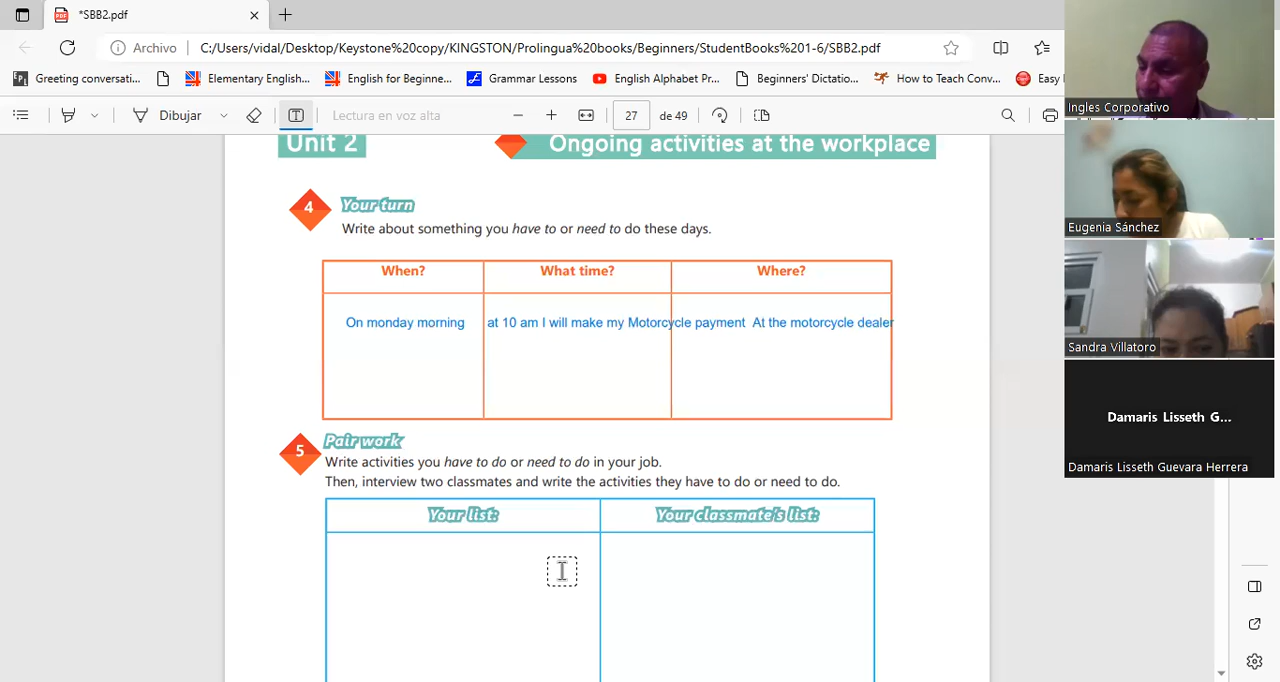 *SBB2.pdf
Archivo
C:/Users/vidal/Desktop/Keystone%20copy/KINGSTON/Prolingua%20books/Beginners/StudentBooks%201-6/SBB2.pdf
Greeting conversati...
Elementary English...
English for Beginne...
Grammar Lessons
English Alphabet Pr...
Beginners' Dictatio...
How to Teach Conv...
Easy
Dibujar
Lectura en voz alta
27
de 49
Unit 2
Ongoing activities at the workplace
4
Your turn
Write about something you have to or need to do these days.
When? What time? Where?
On monday morning at 10 am I will make my Motorcycle payment At the motorcycle dealer
5
Pair work
Write activities you have to do or need to do in your job.
Then, interview two classmates and write the activities they have to do or need to do.
Your list: Your classmate's list:
Ingles Corporativo
Eugenia Sánchez
Sandra Villatoro
Damaris Lisseth G...
Damaris Lisseth Guevara Herrera